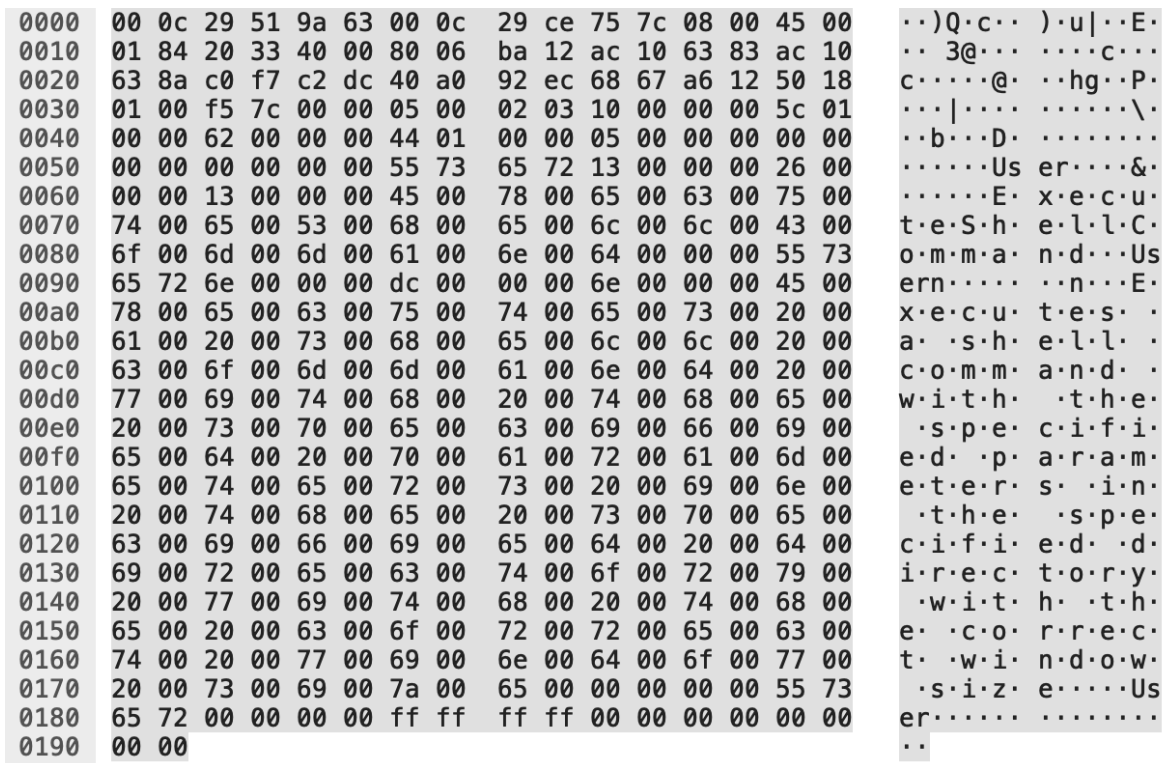 0000 00 0c 29 51 9a 63 00 0c 29 ce 75 7c 08 00 45 00 ··)Q·c·· )·u|··E·
0010 01 84 20 33 40 00 80 06 ba 12 ac 10 63 83 ac 10 ·· 3@··· ····c···
0020 63 8a c0 f7 c2 dc 40 a0 92 ec 68 67 a6 12 50 18 c·····@· ··hg··P·
0030 01 00 f5 7c 00 00 05 00 02 03 10 00 00 00 5c 01 ···|···· ······\·
0040 00 00 62 00 00 00 44 01 00 00 05 00 00 00 00 00 ··b···D· ········
0050 00 00 00 00 00 00 55 73 65 72 13 00 00 00 26 00 ······Us er····&·
0060 00 00 13 00 00 00 45 00 78 00 65 00 63 00 75 00 ······E· x·e·c·u·
0070 74 00 65 00 53 00 68 00 65 00 6c 00 6c 00 43 00 t·e·S·h· e·l·l·C·
0080 6f 00 6d 00 6d 00 61 00 6e 00 64 00 00 00 55 73 o·m·m·a· n·d···Us
0090 65 72 6e 00 00 00 dc 00 00 00 6e 00 00 00 45 00 ern····· ··n···E·
00a0 78 00 65 00 63 00 75 00 74 00 65 00 73 00 20 00 x·e·c·u· t·e·s· ·
00b0 61 00 20 00 73 00 68 00 65 00 6c 00 6c 00 20 00 a· ·s·h· e·l·l· ·
00c0 63 00 6f 00 6d 00 6d 00 61 00 6e 00 64 00 20 00 c·o·m·m· a·n·d· ·
00d0 77 00 69 00 74 00 68 00 20 00 74 00 68 00 65 00 w·i·t·h· ·t·h·e·
00e0 20 00 73 00 70 00 65 00 63 00 69 00 66 00 69 00 ·s·p·e· c·i·f·i·
00f0 65 00 64 00 20 00 70 00 61 00 72 00 61 00 6d 00 e·d· ·p· a·r·a·m·
0100 65 00 74 00 65 00 72 00 73 00 20 00 69 00 6e 00 e·t·e·r· s· ·i·n·
0110 20 00 74 00 68 00 65 00 20 00 73 00 70 00 65 00 ·t·h·e· ·s·p·e·
0120 63 00 69 00 66 00 69 00 65 00 64 00 20 00 64 00 c·i·f·i· e·d· ·d·
0130 69 00 72 00 65 00 63 00 74 00 6f 00 72 00 79 00 i·r·e·c· t·o·r·y·
0140 20 00 77 00 69 00 74 00 68 00 20 00 74 00 68 00 ·w·i·t· h· ·t·h·
0150 65 00 20 00 63 00 6f 00 72 00 72 00 65 00 63 00 e· ·c·o· r·r·e·c·
0160 74 00 20 00 77 00 69 00 6e 00 64 00 6f 00 77 00 t· ·w·i· n·d·o·w·
0170 20 00 73 00 69 00 7a 00 65 00 00 00 00 00 55 73 ·s·i·z· e·····Us
0180 65 72 00 00 00 00 ff ff ff ff 00 00 00 00 00 00 er······ ········
0190 00 00 ··